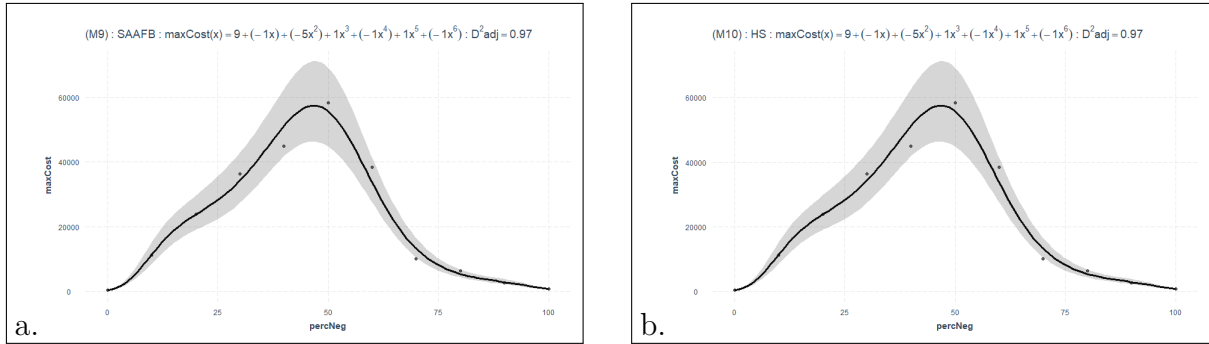 (M9) : SAAFB : maxCost(x) = 9 + (−1x) + (−5x²) + 1x³ + (−1x⁴) + 1x⁵ + (−1x⁶) : D²adj = 0.97
60000
40000
20000
0
maxCost
0 25 50 75 100
percNeg
a.
(M10) : HS : maxCost(x) = 9 + (−1x) + (−5x²) + 1x³ + (−1x⁴) + 1x⁵ + (−1x⁶) : D²adj = 0.97
60000
40000
20000
0
maxCost
0 25 50 75 100
percNeg
b.